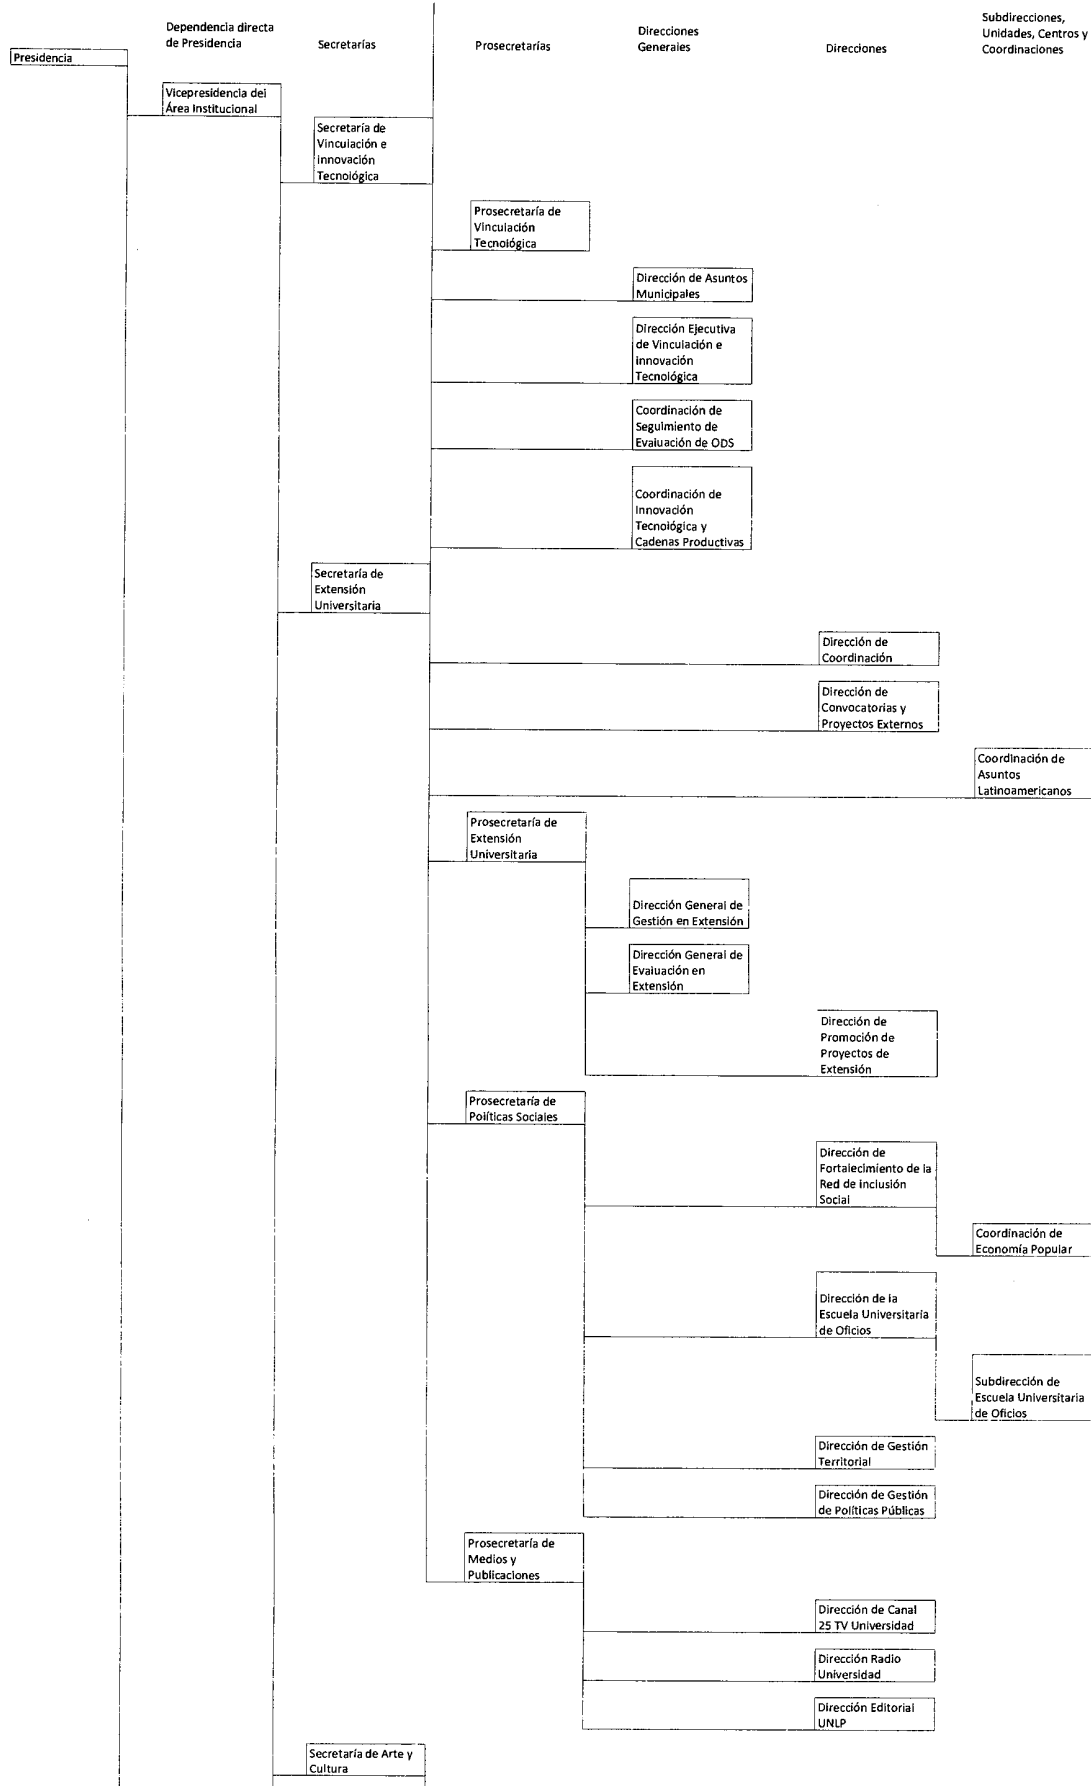 Dependencia directa
de Presidencia
Secretarías
Prosecretarías
Direcciones
Generales
Direcciones
Subdirecciones,
Unidades, Centros y
Coordinaciones
Presidencia
Vicepresidencia del
Área Institucional
Secretaría de
Vinculación e
Innovación
Tecnológica
Prosecretaría de
Vinculación
Tecnológica
Dirección de Asuntos
Municipales
Dirección Ejecutiva
de Vinculación e
Innovación
Tecnológica
Coordinación de
Seguimiento de
Evaluación de ODS
Coordinación de
Innovación
Tecnológica y
Cadenas Productivas
Secretaría de
Extensión
Universitaria
Dirección de
Coordinación
Dirección de
Convocatorias y
Proyectos Externos
Coordinación de
Asuntos
Latinoamericanos
Prosecretaría de
Extensión
Universitaria
Dirección General de
Gestión en Extensión
Dirección General de
Evaluación en
Extensión
Dirección de
Promoción de
Proyectos de
Extensión
Prosecretaría de
Políticas Sociales
Dirección de
Fortalecimiento de la
Red de Inclusión
Social
Coordinación de
Economía Popular
Dirección de la
Escuela Universitaria
de Oficios
Subdirección de
Escuela Universitaria
de Oficios
Dirección de Gestión
Territorial
Dirección de Gestión
de Políticas Públicas
Prosecretaría de
Medios y
Publicaciones
Dirección de Canal
25 TV Universidad
Dirección Radio
Universidad
Dirección Editorial
UNLP
Secretaría de Arte y
Cultura